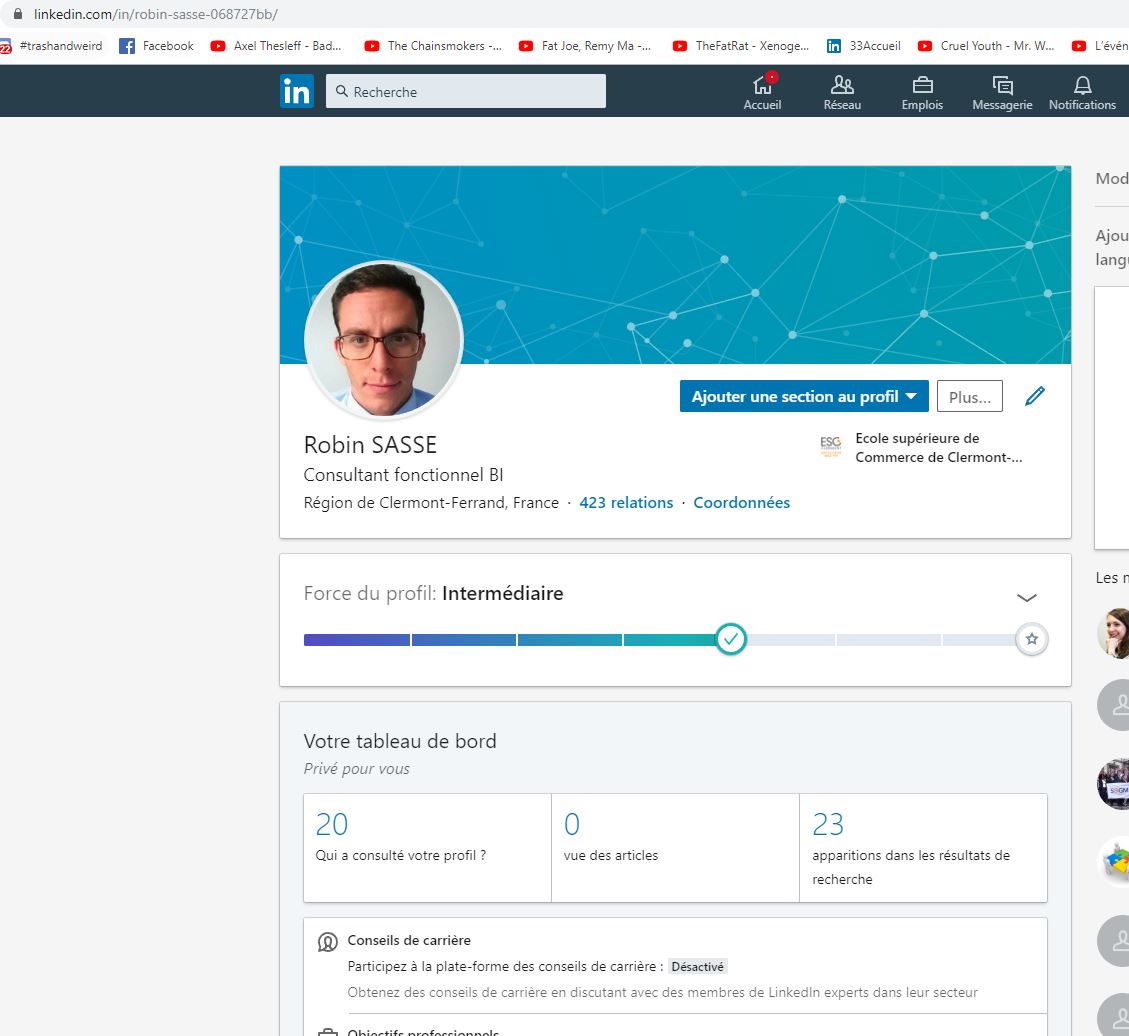 linkedin.com/in/robin-sasse-068727bb/
22 #trashandweird
Facebook
Axel Thesleff - Bad...
The Chainsmokers -...
Fat Joe, Remy Ma -...
TheFatRat - Xenoge...
in 33Accueil
Cruel Youth - Mr. W...
L'évén
in
Recherche
Accueil
Réseau
Emplois
Messagerie
Notifications
Mod
Ajou
lang
Ajouter une section au profil
Plus...
Robin SASSE
Consultant fonctionnel BI
Région de Clermont-Ferrand, France · 423 relations · Coordonnées
ESG
Ecole supérieure de
Commerce de Clermont-...
Force du profil: Intermédiaire
Les m
Votre tableau de bord
Privé pour vous
20
Qui a consulté votre profil ?
0
vue des articles
23
apparitions dans les résultats de
recherche
Conseils de carrière
Participez à la plate-forme des conseils de carrière : Désactivé
Obtenez des conseils de carrière en discutant avec des membres de LinkedIn experts dans leur secteur
Objectifs professionnels